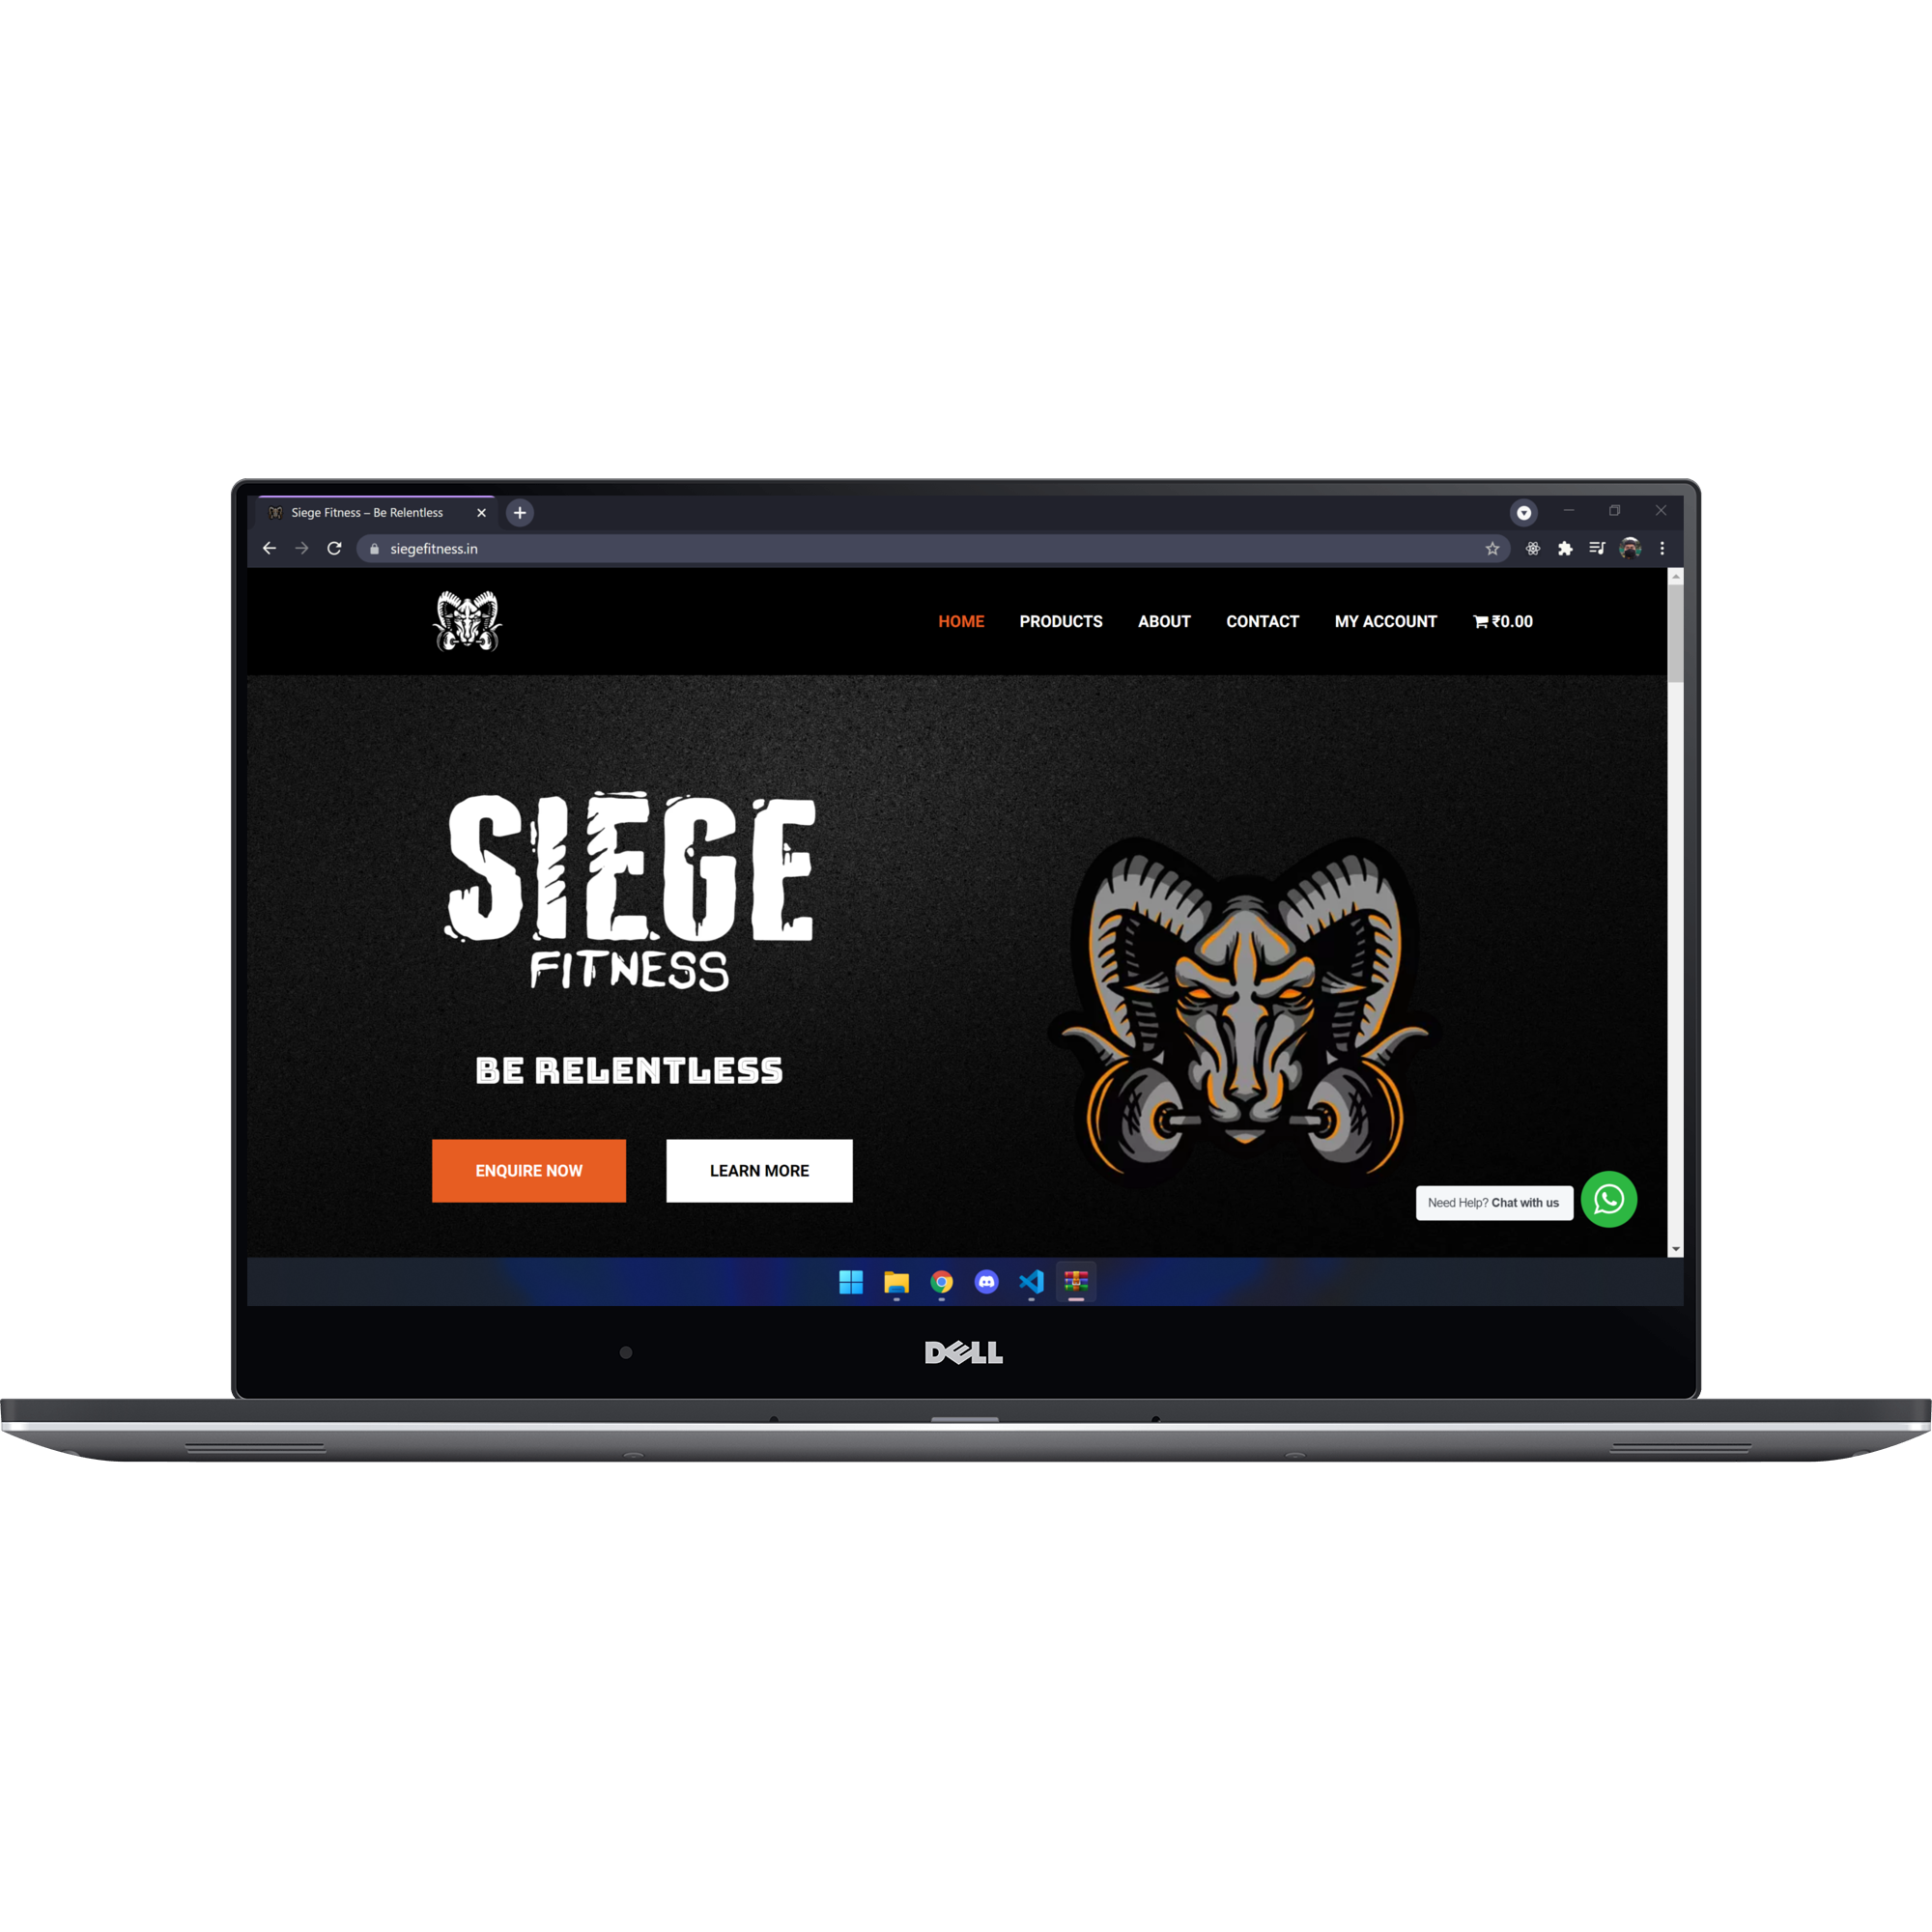 Siege Fitness – Be Relentless
siegefitness.in
HOME PRODUCTS ABOUT CONTACT MY ACCOUNT ₹0.00
SIEGE
FITNESS
BE RELENTLESS
ENQUIRE NOW LEARN MORE
Need Help? Chat with us
DELL